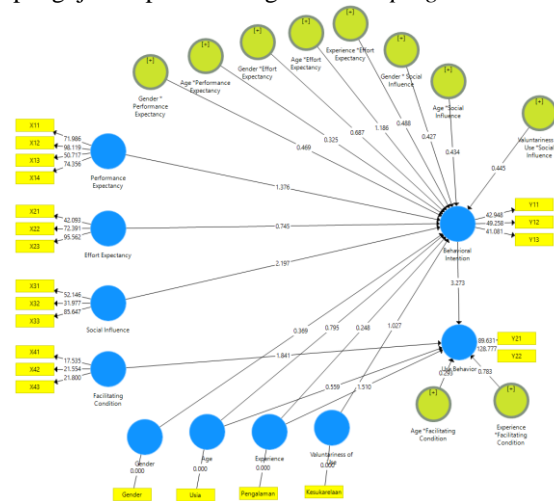 [+]
[+]
[+]
[+]
[+]
[+]
[+]
[+]
Gender *
Performance
Expectancy
Age *Performance
Expectancy
Gender *Effort
Expectancy
Age *Effort
Expectancy
Experience *Effort
Expectancy
Gender * Social
Influence
Age *Social
Influence
Use *Social
Influence
0.469
0.325
0.687
1.186
0.488
0.427
0.434
0.445
X11
X12
X13
X14
71.986
98.118
50.717
74.356
Performance
Expectancy
1.376
X21
X22
X23
42.093
72.381
95.562
Effort Expectancy
0.745
Y11
Y12
Y13
42.948
49.258
41.081
Behavioral
Intention
X31
X32
X33
52.146
31.977
85.647
Social Influence
2.197
3.273
X41
X42
X43
17.535
21.554
21.800
Facilitating
Condition
1.841
0.369
0.795
0.248
1.027
0.559
1.510
89.631
128.777
Y21
Y22
Use Behavior
0.293
0.783
[+]
[+]
Age *Facilitating
Condition
Experience
*Facilitating
Condition
Gender
Age
Experience
Valuntariness of
Use
0.000
0.000
0.000
0.000
Gender
Usia
Pengalaman
Kesukarelaan